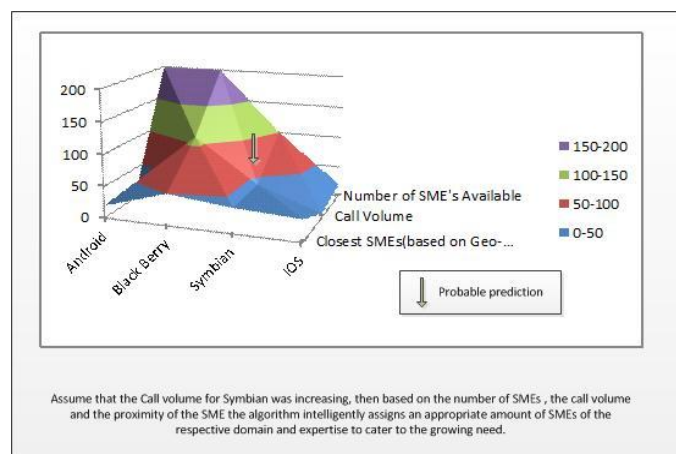 200
150
100
50
0
Android
Black Berry
Symbian
IOS
Number of SME's Available
Call Volume
Closest SMEs(based on Geo-...
150-200
100-150
50-100
0-50
Probable prediction
Assume that the Call volume for Symbian was increasing, then based on the number of SMEs , the call volume
and the proximity of the SME the algorithm intelligently assigns an appropriate amount of SMEs of the
respective domain and expertise to cater to the growing need.